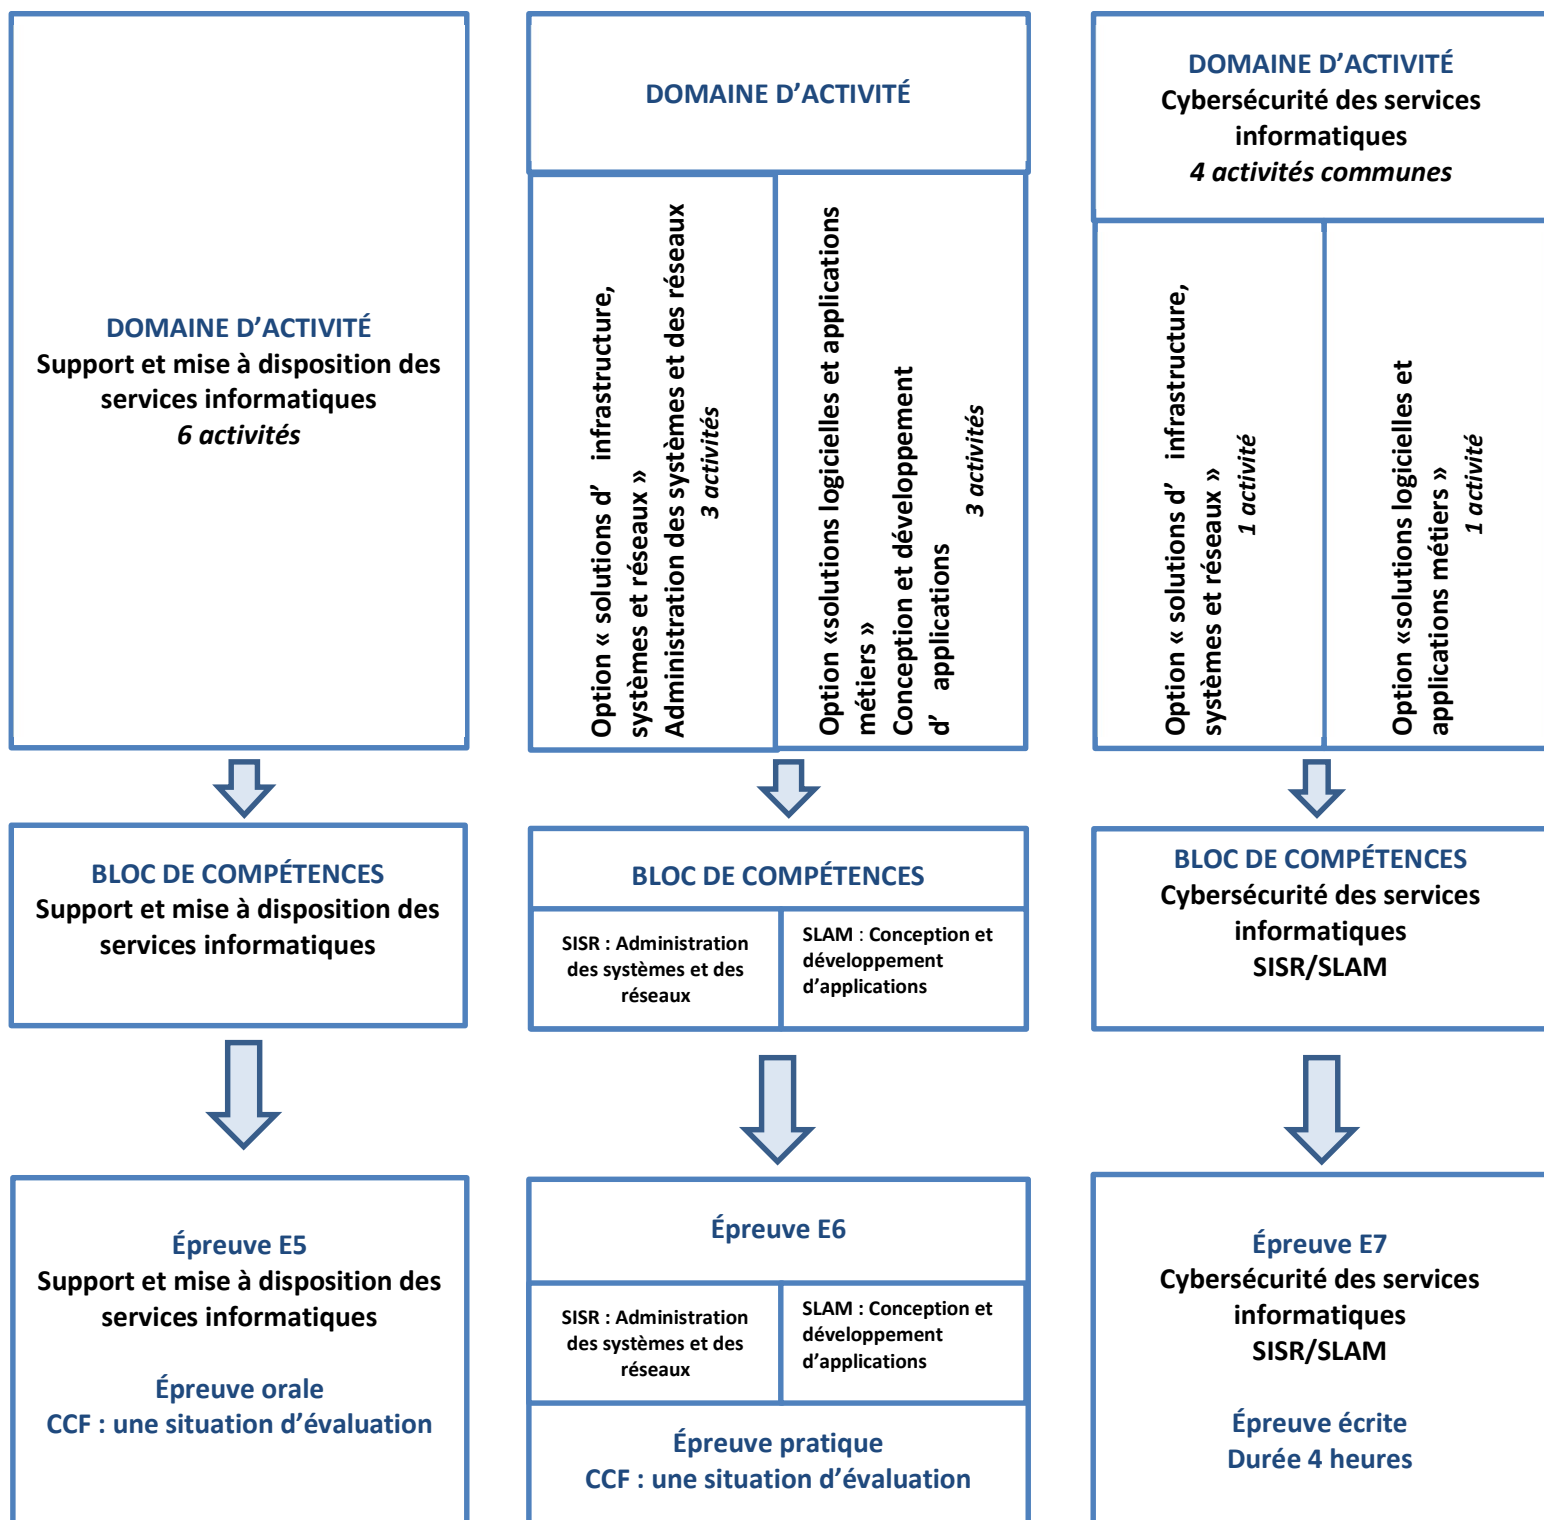 DOMAINE D’ACTIVITÉ
Support et mise à disposition des
services informatiques
6 activités
DOMAINE D’ACTIVITÉ
Option « solutions d’ infrastructure,
systèmes et réseaux »
Administration des systèmes et des réseaux
3 activités
Option «solutions logicielles et applications
métiers »
Conception et développement
d’ applications
3 activités
DOMAINE D’ACTIVITÉ
Cybersécurité des services
informatiques
4 activités communes
Option « solutions d’ infrastructure,
systèmes et réseaux »
1 activité
Option «solutions logicielles et
applications métiers »
1 activité
BLOC DE COMPÉTENCES
Support et mise à disposition des
services informatiques
BLOC DE COMPÉTENCES
SISR : Administration
des systèmes et des
réseaux
SLAM : Conception et
développement
d’applications
BLOC DE COMPÉTENCES
Cybersécurité des services
informatiques
SISR/SLAM
Épreuve E5
Support et mise à disposition des
services informatiques
Épreuve orale
CCF : une situation d’évaluation
Épreuve E6
SISR : Administration
des systèmes et des
réseaux
SLAM : Conception et
développement
d’applications
Épreuve pratique
CCF : une situation d’évaluation
Épreuve E7
Cybersécurité des services
informatiques
SISR/SLAM
Épreuve écrite
Durée 4 heures